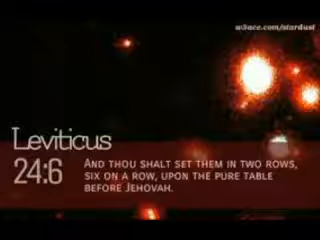 w3ace.com/stardust
Leviticus
24:6
And thou shalt set them in two rows,
six on a row, upon the pure table
before Jehovah.